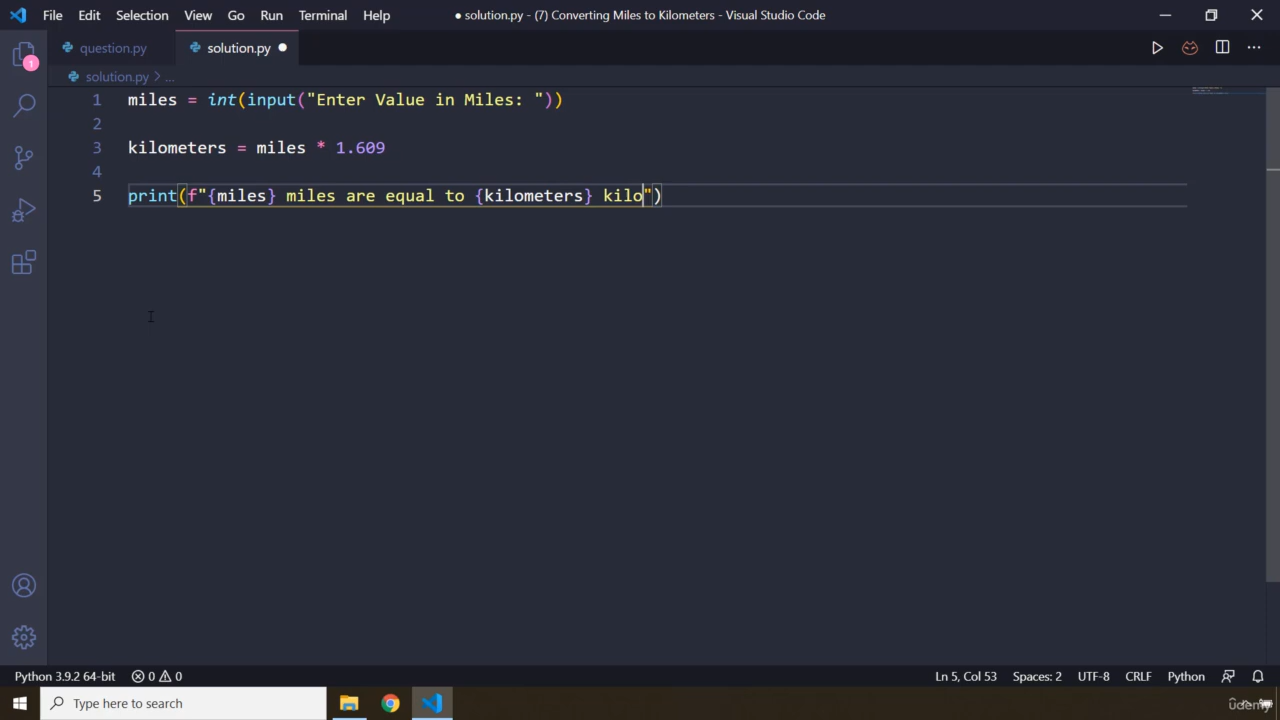 File Edit Selection View Go Run Terminal Help ● solution.py - (7) Converting Miles to Kilometers - Visual Studio Code
question.py solution.py ●
1 solution.py > ...
1 miles = int(input("Enter Value in Miles: "))
2
3 kilometers = miles * 1.609
4
5 print(f"{miles} miles are equal to {kilometers} kilo")
Python 3.9.2 64-bit 0 0 Ln 5, Col 53 Spaces: 2 UTF-8 CRLF Python
Type here to search
udemy